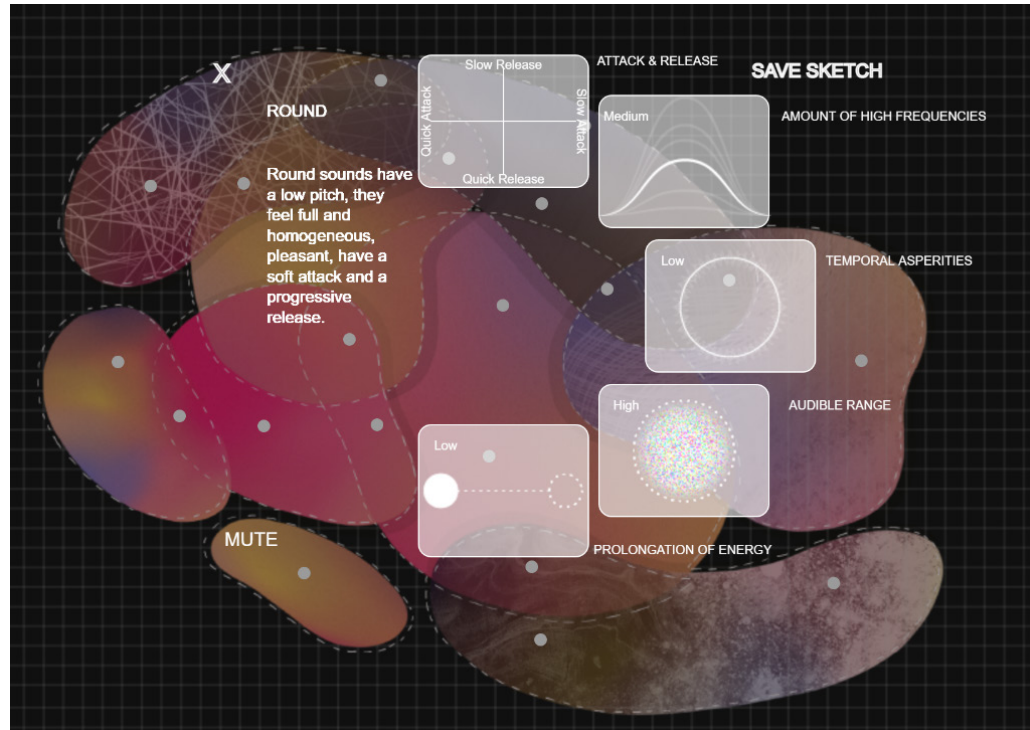 X
ROUND
Round sounds have
a low pitch, they
feel full and
homogeneous,
pleasant, have a
soft attack and a
progressive
release.
Slow Release
Quick Attack
Slow Attack
Quick Release
ATTACK & RELEASE
SAVE SKETCH
Medium
AMOUNT OF HIGH FREQUENCIES
Low
TEMPORAL ASPERITIES
High
AUDIBLE RANGE
Low
PROLONGATION OF ENERGY
MUTE